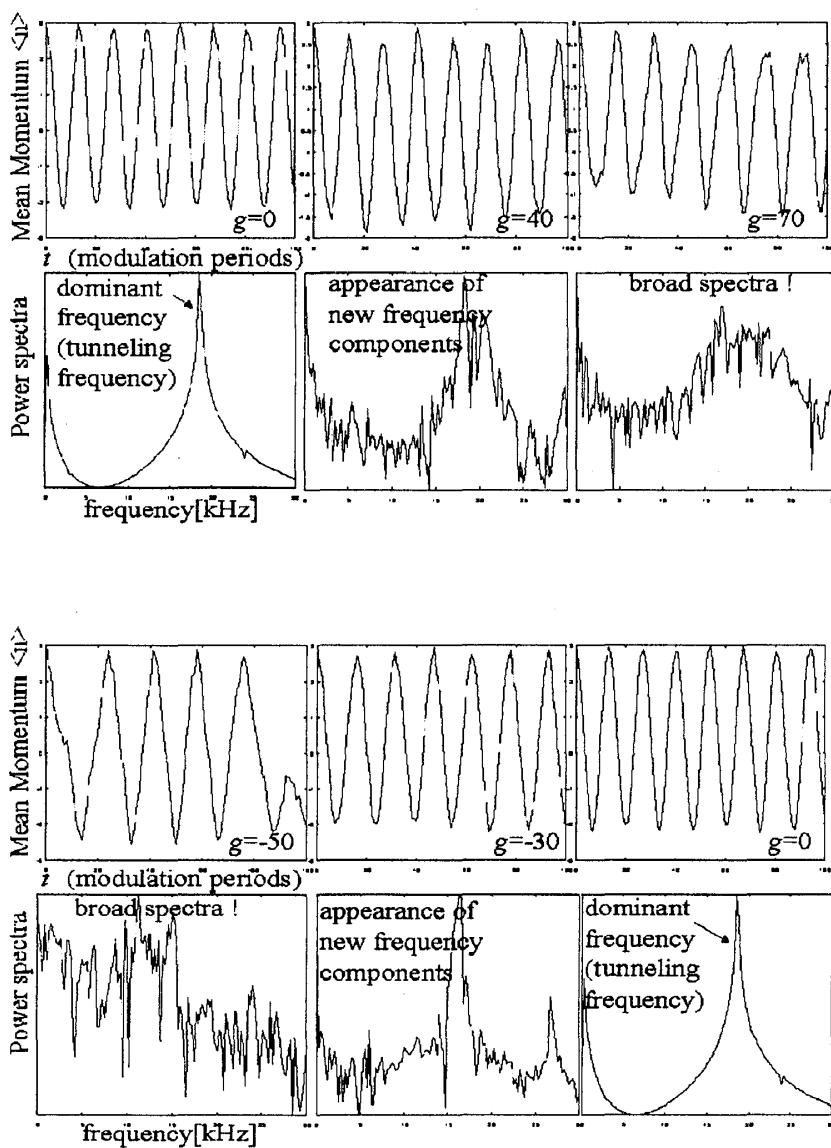 Mean Momentum <n>
g=0
g=40
g=70
t (modulation periods)
Power spectra
dominant
frequency
(tunneling
frequency)
appearance of
new frequency
components
broad spectra !
frequency[kHz]
Mean Momentum <n>
g=-50
g=-30
g=0
t (modulation periods)
Power spectra
broad spectra !
appearance of
new frequency
components
dominant
frequency
(tunneling
frequency)
frequency[kHz]